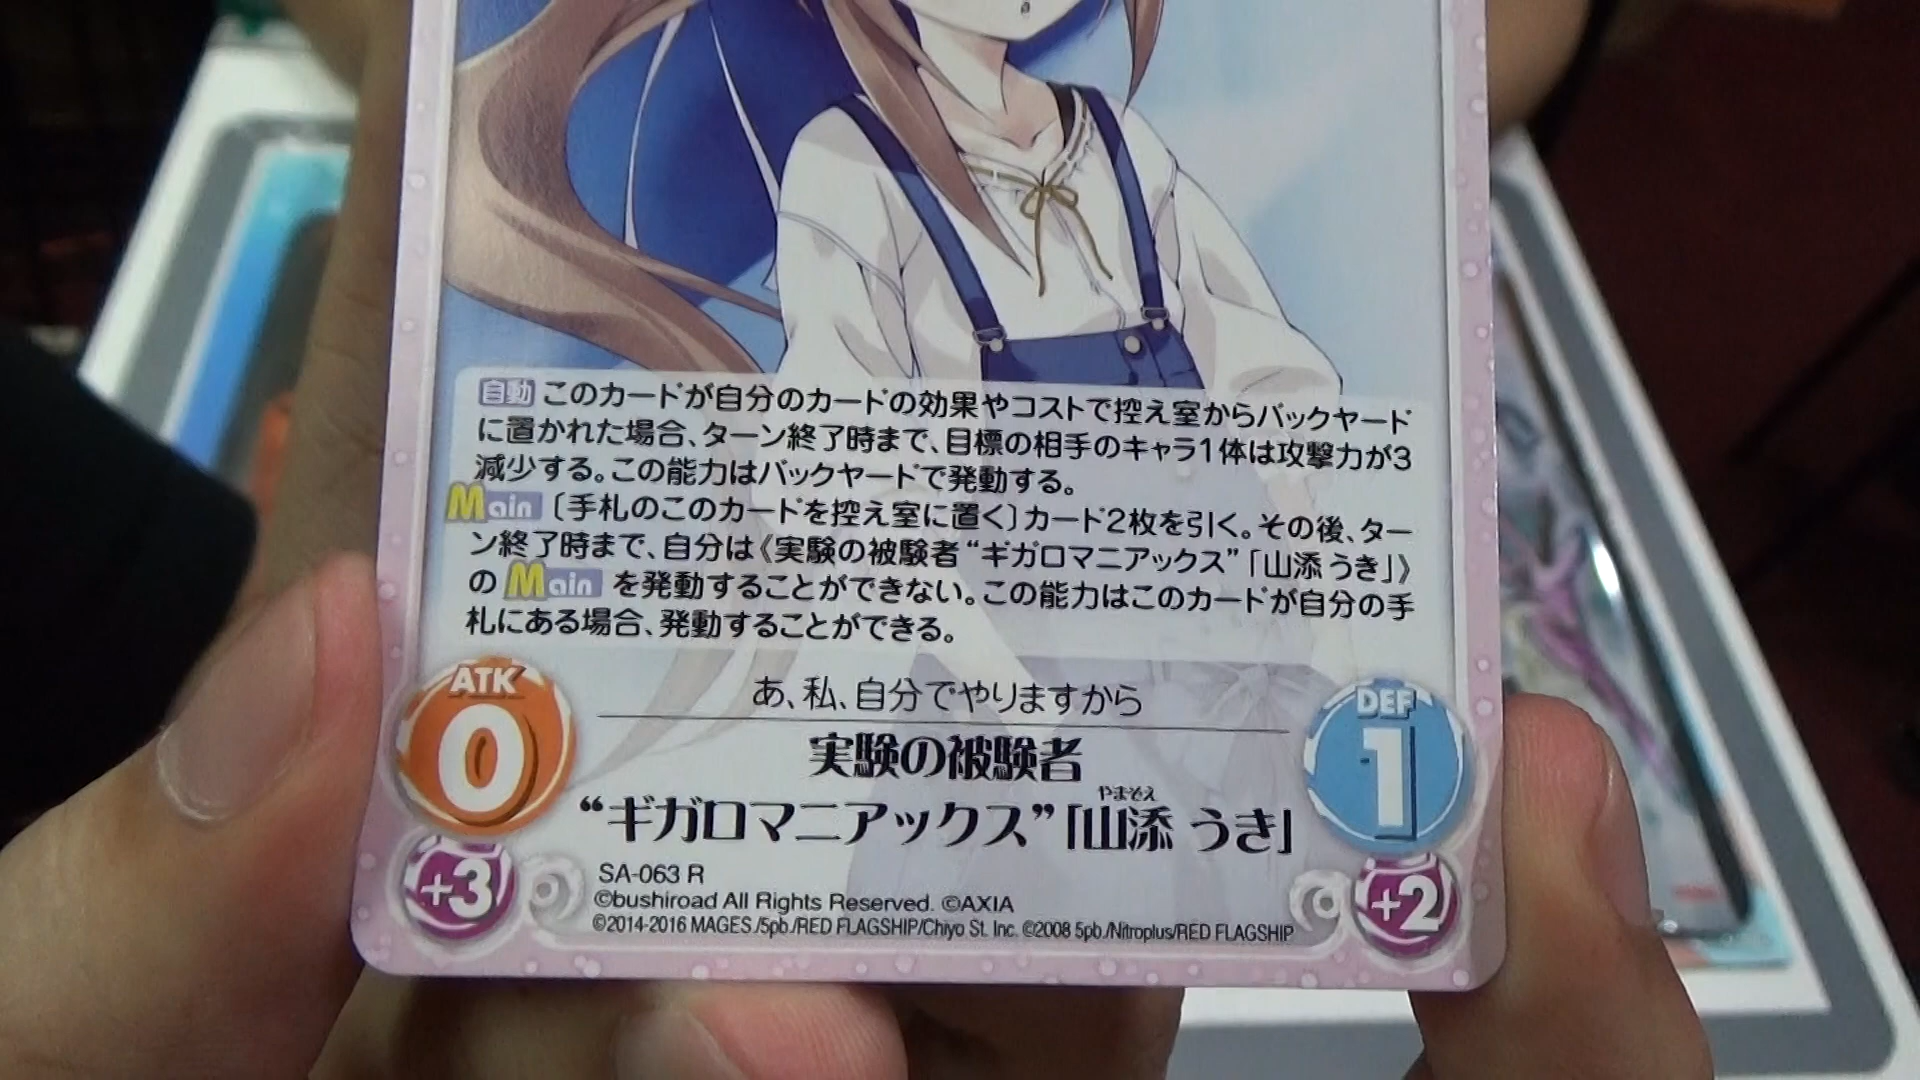 自動 このカードが自分のカードの効果やコストで控え室からバックヤード
に置かれた場合、ターン終了時まで、目標の相手のキャラ1体は攻撃力が3
減少する。この能力はバックヤードで発動する。
Main 〔手札のこのカードを控え室に置く〕カード2枚を引く。その後、ター
ン終了時まで、自分は《実験の被験者“ギガロマニアックス”「山添 うき」》
の Main を発動することができない。この能力はこのカードが自分の手
札にある場合、発動することができる。
あ、私、自分でやりますから
ATK
0
DEF
1
実験の被験者
やまぞえ
“ギガロマニアックス”「山添 うき」
+3
+2
SA-063 R
©bushiroad All Rights Reserved. ©AXIA
©2014-2016 MAGES./5pb./RED FLAGSHIP/Chiyo St. Inc. ©2008 5pb./Nitroplus/RED FLAGSHIP